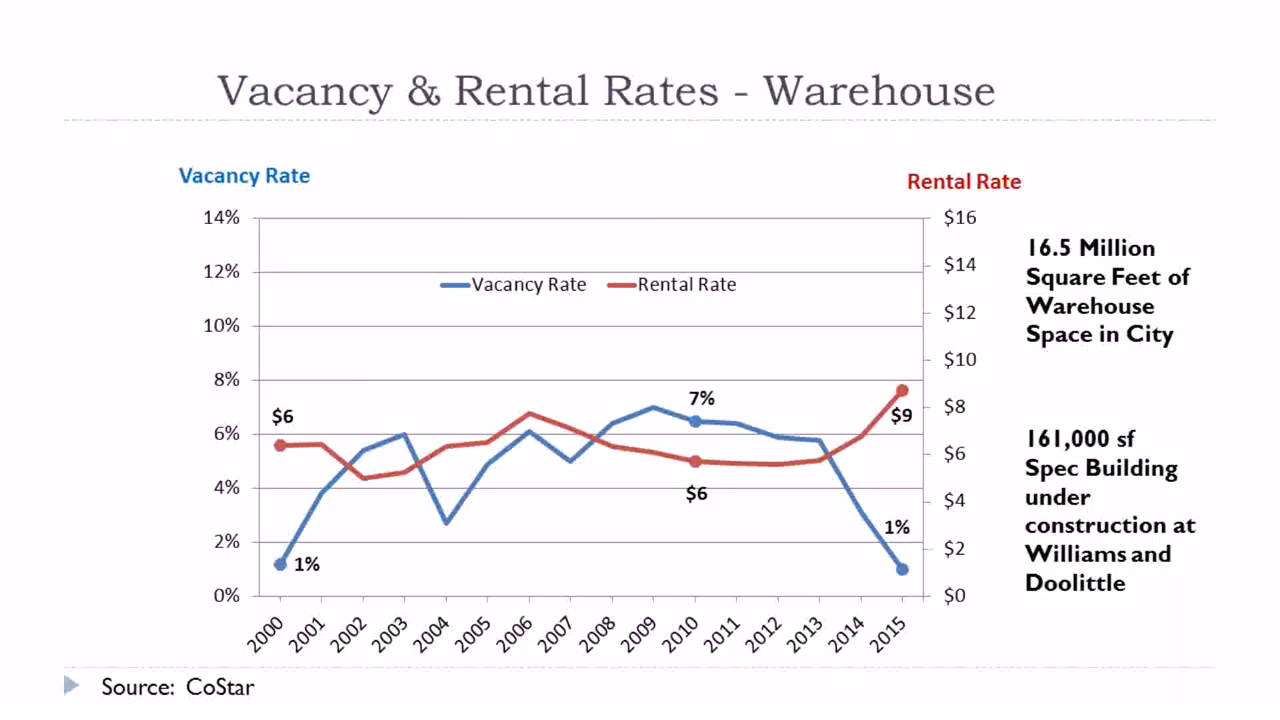 Vacancy & Rental Rates - Warehouse
Vacancy Rate
Rental Rate
14%
12%
10%
8%
6%
4%
2%
0%
$16
$14
$12
$10
$8
$6
$4
$2
$0
Vacancy Rate
Rental Rate
$6
1%
7%
$6
$9
1%
2000
2001
2002
2003
2004
2005
2006
2007
2008
2009
2010
2011
2012
2013
2014
2015
16.5 Million
Square Feet of
Warehouse
Space in City
161,000 sf
Spec Building
under
construction at
Williams and
Doolittle
Source: CoStar